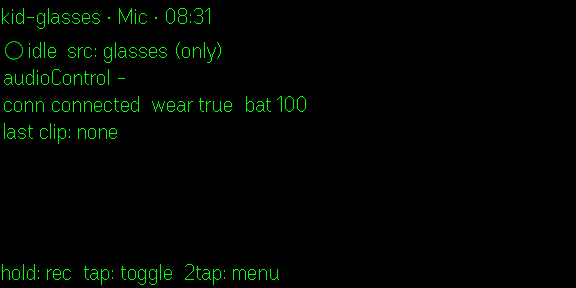 kid-glasses · Mic · 08:31
○ idle src: glasses (only)
audioControl -
conn connected wear true bat 100
last clip: none
hold: rec tap: toggle 2tap: menu